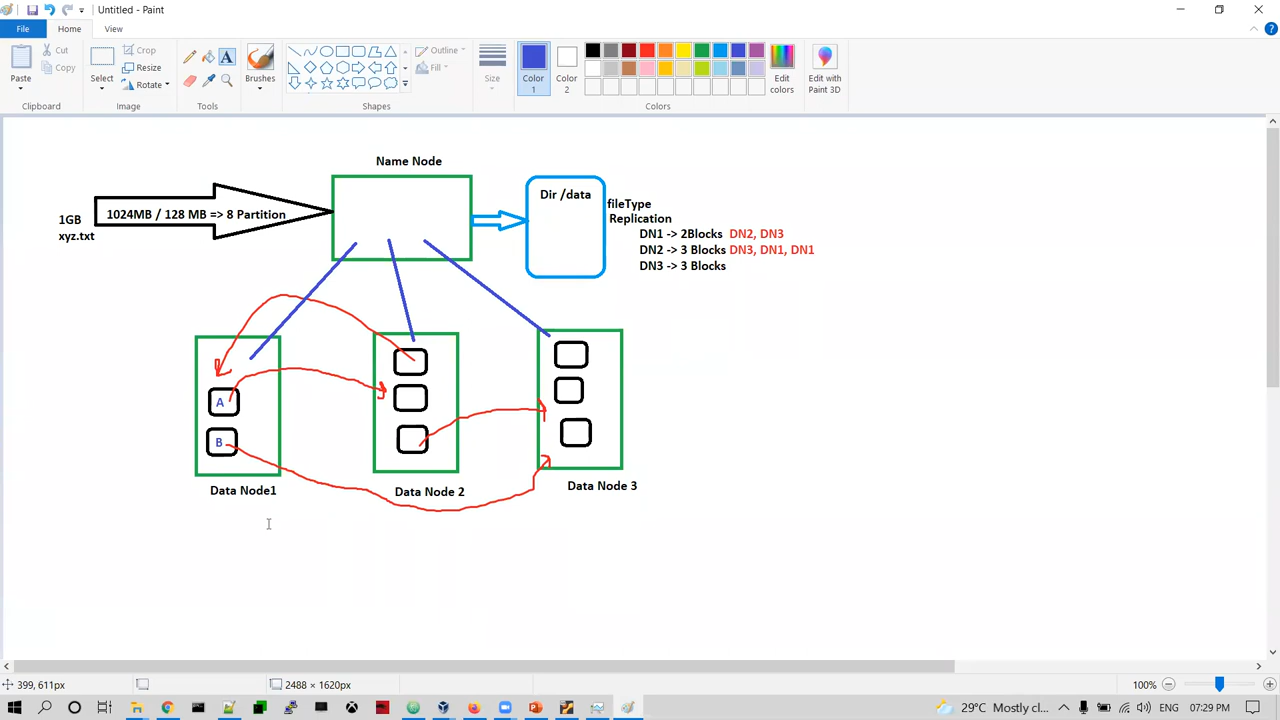 Untitled - Paint
File
Home
View
Paste
Cut
Copy
Clipboard
Select
Crop
Resize
Rotate
Image
Tools
Brushes
Shapes
Outline
Fill
Size
Color 1
Color 2
Colors
Edit colors
Edit with Paint 3D
Name Node
1024MB / 128 MB => 8 Partition
1GB
xyz.txt
Dir /data
fileType
Replication
DN1 -> 2Blocks DN2, DN3
DN2 -> 3 Blocks DN3, DN1, DN1
DN3 -> 3 Blocks
A
B
Data Node1
Data Node 2
Data Node 3
399, 611px
2488 × 1620px
100%
29°C Mostly cl...
ENG
07:29 PM